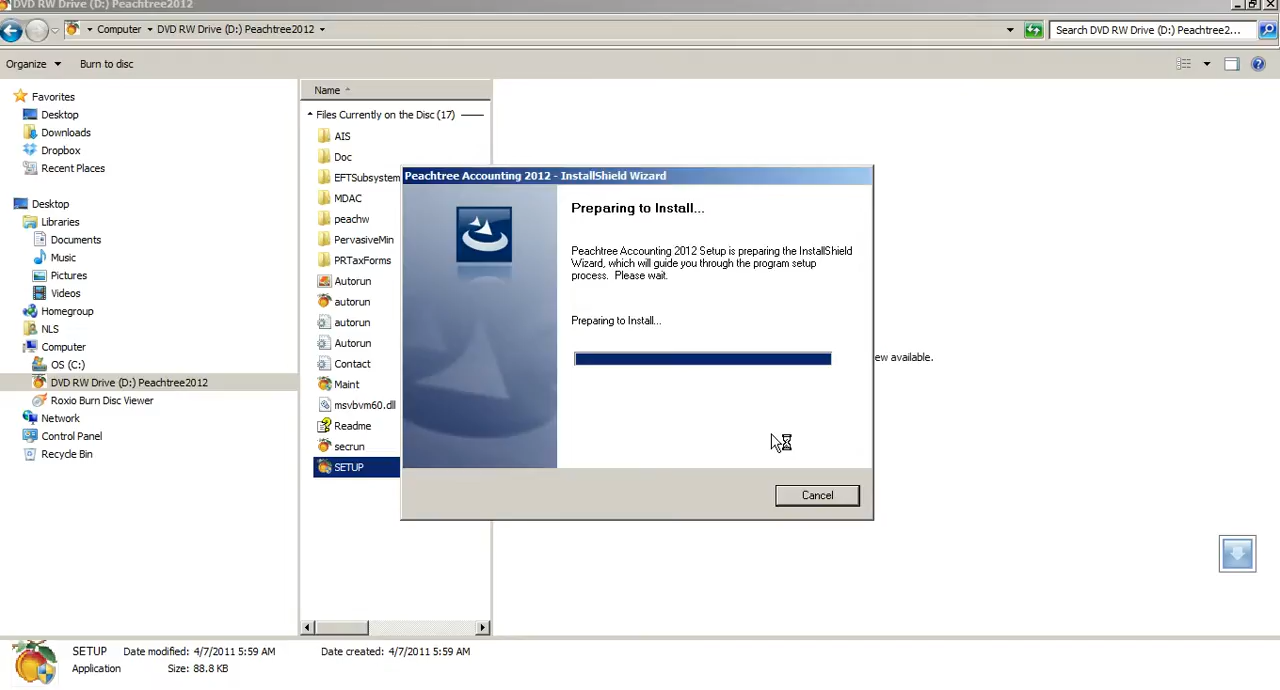 DVD RW Drive (D:) Peachtree2012
Computer DVD RW Drive (D:) Peachtree2012
Search DVD RW Drive (D:) Peachtree2...
Organize Burn to disc
Favorites
Desktop
Downloads
Dropbox
Recent Places
Desktop
Libraries
Documents
Music
Pictures
Videos
Homegroup
NLS
Computer
OS (C:)
DVD RW Drive (D:) Peachtree2012
Roxio Burn Disc Viewer
Network
Control Panel
Recycle Bin
Name
Files Currently on the Disc (17)
AIS
Doc
EFTSubsystem
MDAC
peachw
PervasiveMin
PRTaxForms
Autorun
autorun
autorun
Autorun
Contact
Maint
msvbvm60.dll
Readme
secrun
SETUP
Peachtree Accounting 2012 - InstallShield Wizard
Preparing to Install...
Peachtree Accounting 2012 Setup is preparing the InstallShield
Wizard, which will guide you through the program setup
process. Please wait.
Preparing to Install...
Cancel
ew available.
SETUP Date modified: 4/7/2011 5:59 AM Date created: 4/7/2011 5:59 AM
Application Size: 88.8 KB